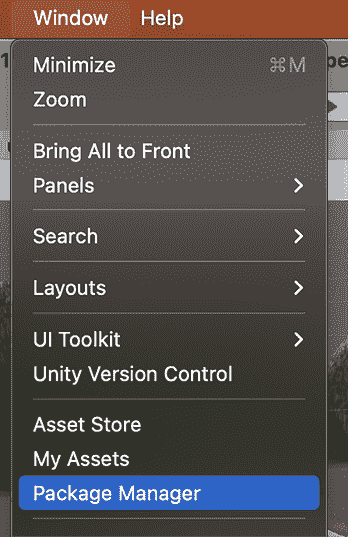 Window Help
Minimize ⌘M
Zoom
Bring All to Front
Panels
Search
Layouts
UI Toolkit
Unity Version Control
Asset Store
My Assets
Package Manager